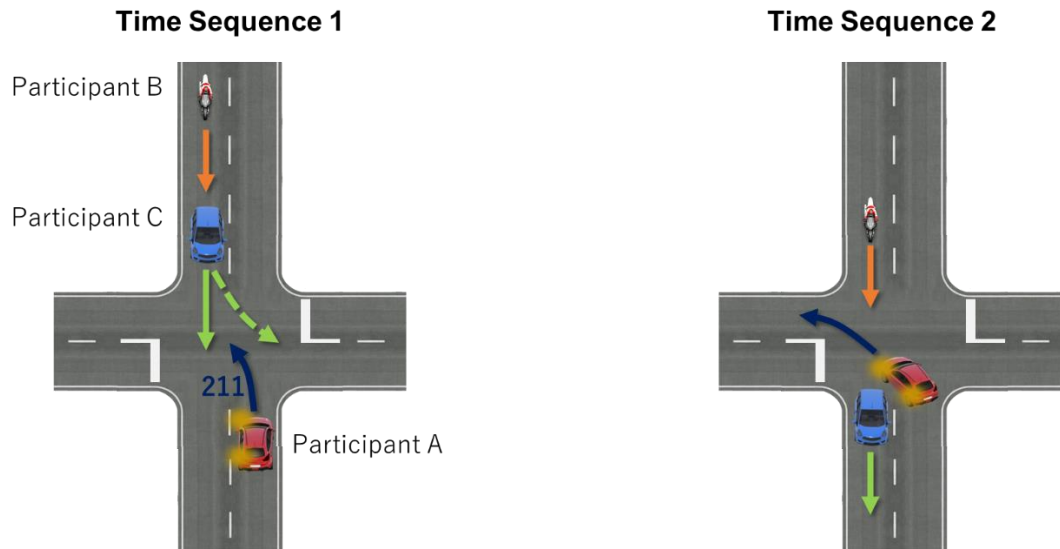 Time Sequence 1
Time Sequence 2
Participant B
Participant C
211
Participant A